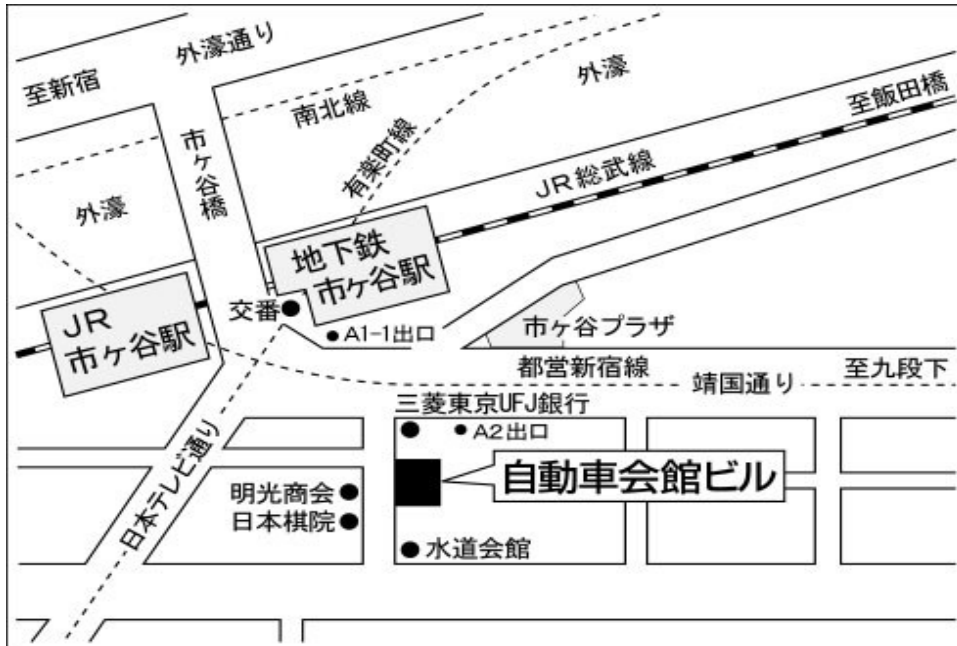 外濠通り
至新宿
外濠
南北線
至飯田橋
市ヶ谷橋
有楽町線
JR総武線
外濠
地下鉄
市ヶ谷駅
交番
JR
市ヶ谷駅
A1-1出口
市ヶ谷プラザ
都営新宿線
靖国通り
至九段下
三菱東京UFJ銀行
A2出口
日本テレビ通り
自動車会館ビル
明光商会
日本棋院
水道会館